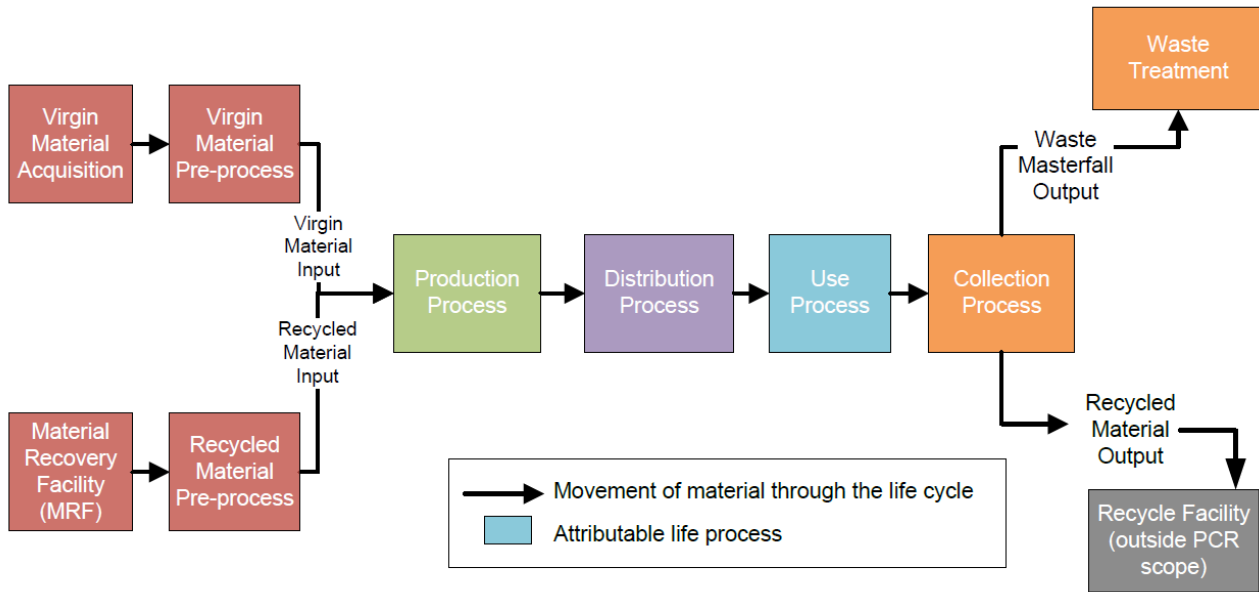 Waste
Treatment
Virgin
Material
Acquisition
Virgin
Material
Pre-process
Waste
Masterfall
Output
Virgin
Material
Input
Production
Process
Distribution
Process
Use
Process
Collection
Process
Recycled
Material
Input
Material
Recovery
Facility
(MRF)
Recycled
Material
Pre-process
Recycled
Material
Output
Movement of material through the life cycle
Attributable life process
Recycle Facility
(outside PCR
scope)